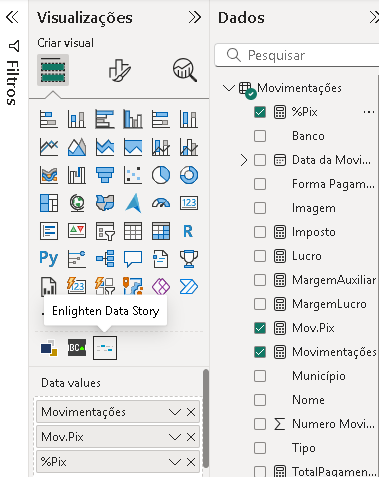 Filtros
Visualizações
Criar visual
123
R
Py
123
Enlighten Data Story
BCA
Data values
Movimentações
Mov.Pix
%Pix
Dados
Pesquisar
Movimentações
%Pix
Banco
Data da Movi...
Forma Pagam...
Imagem
Imposto
Lucro
MargemAuxiliar
MargemLucro
Mov.Pix
Movimentações
Município
Nome
Numero Movi...
Tipo
TotalPagamen...